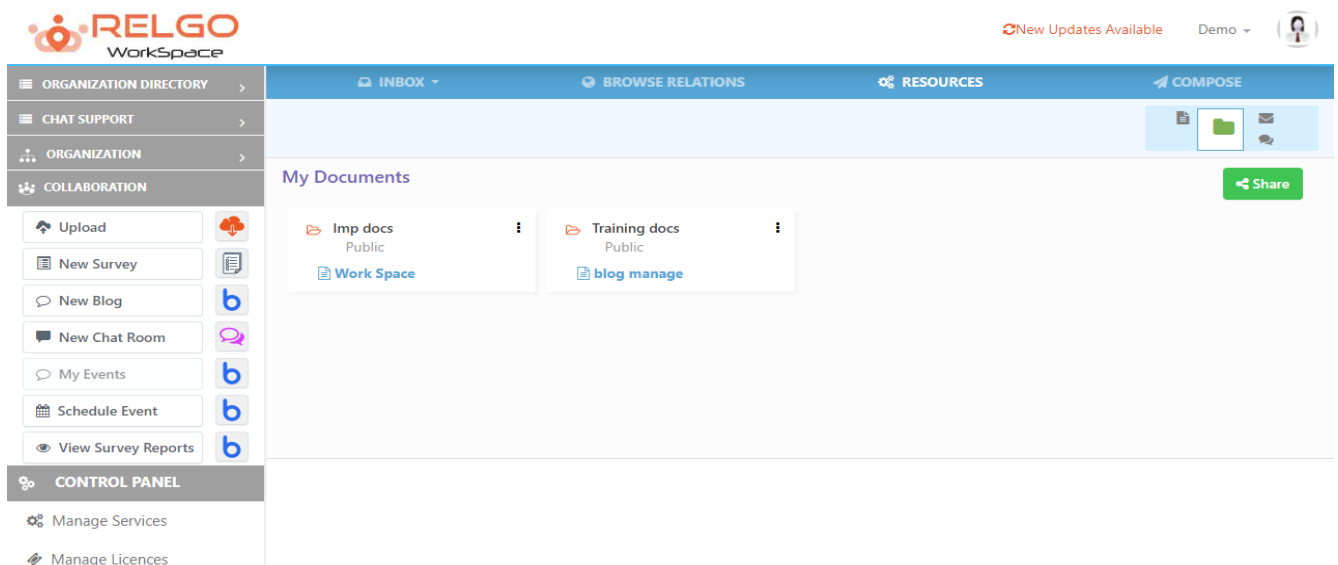 RELGO
WorkSpace
New Updates Available
Demo
ORGANIZATION DIRECTORY
CHAT SUPPORT
ORGANIZATION
COLLABORATION
Upload
New Survey
New Blog
New Chat Room
My Events
Schedule Event
View Survey Reports
CONTROL PANEL
Manage Services
Manage Licences
INBOX
BROWSE RELATIONS
RESOURCES
COMPOSE
My Documents
Share
Imp docs
Public
Work Space
Training docs
Public
blog manage